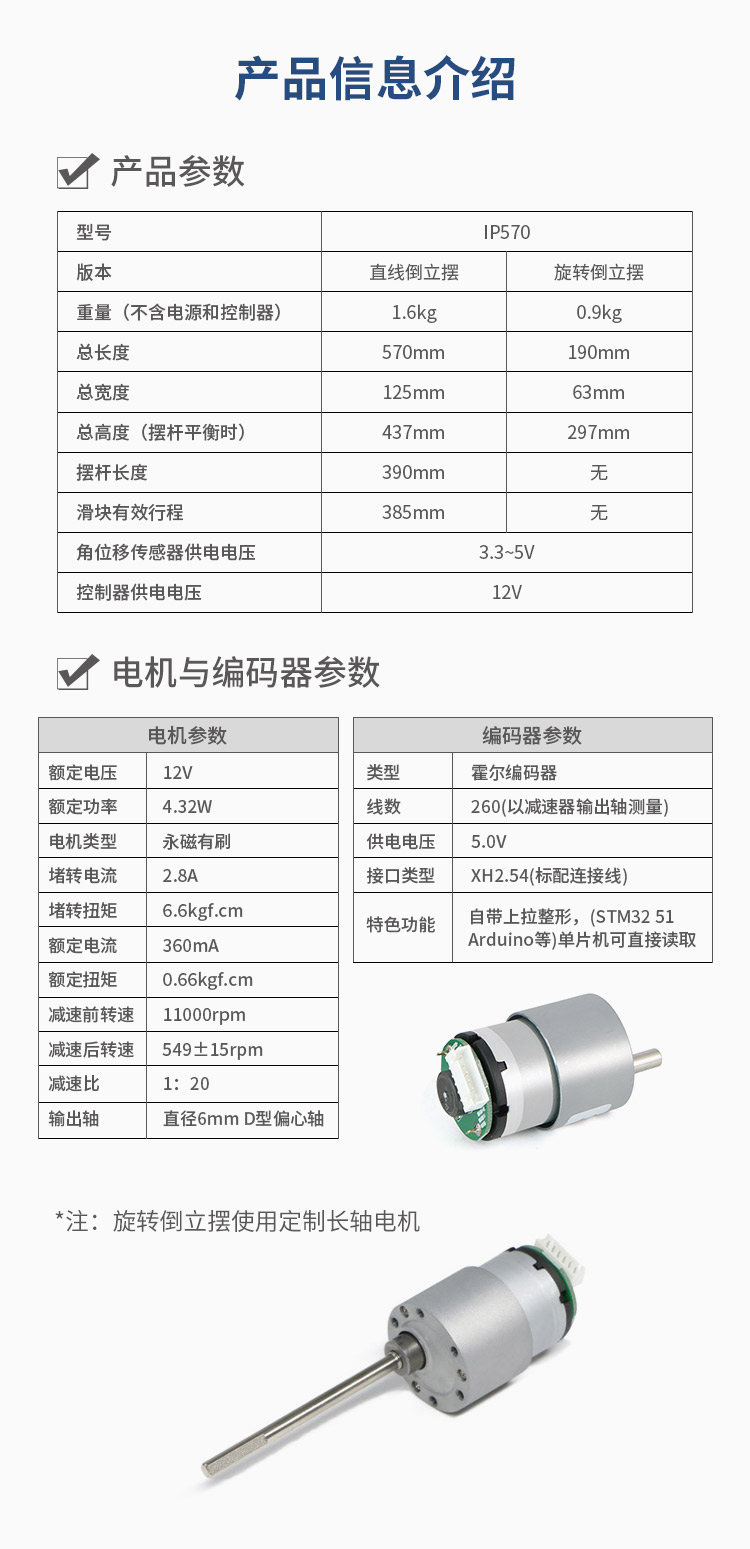 产品信息介绍
产品参数
型号 IP570
版本 直线倒立摆 旋转倒立摆
重量（不含电源和控制器） 1.6kg 0.9kg
总长度 570mm 190mm
总宽度 125mm 63mm
总高度（摆杆平衡时） 437mm 297mm
摆杆长度 390mm 无
滑块有效行程 385mm 无
角位移传感器供电电压 3.3~5V
控制器供电电压 12V
电机与编码器参数
电机参数
额定电压 12V
额定功率 4.32W
电机类型 永磁有刷
堵转电流 2.8A
堵转扭矩 6.6kgf.cm
额定电流 360mA
额定扭矩 0.66kgf.cm
减速前转速 11000rpm
减速后转速 549±15rpm
减速比 1：20
输出轴 直径6mm D型偏心轴
编码器参数
类型 霍尔编码器
线数 260(以减速器输出轴测量)
供电电压 5.0V
接口类型 XH2.54(标配连接线)
特色功能 自带上拉整形，(STM32 51
Arduino等)单片机可直接读取
*注：旋转倒立摆使用定制长轴电机